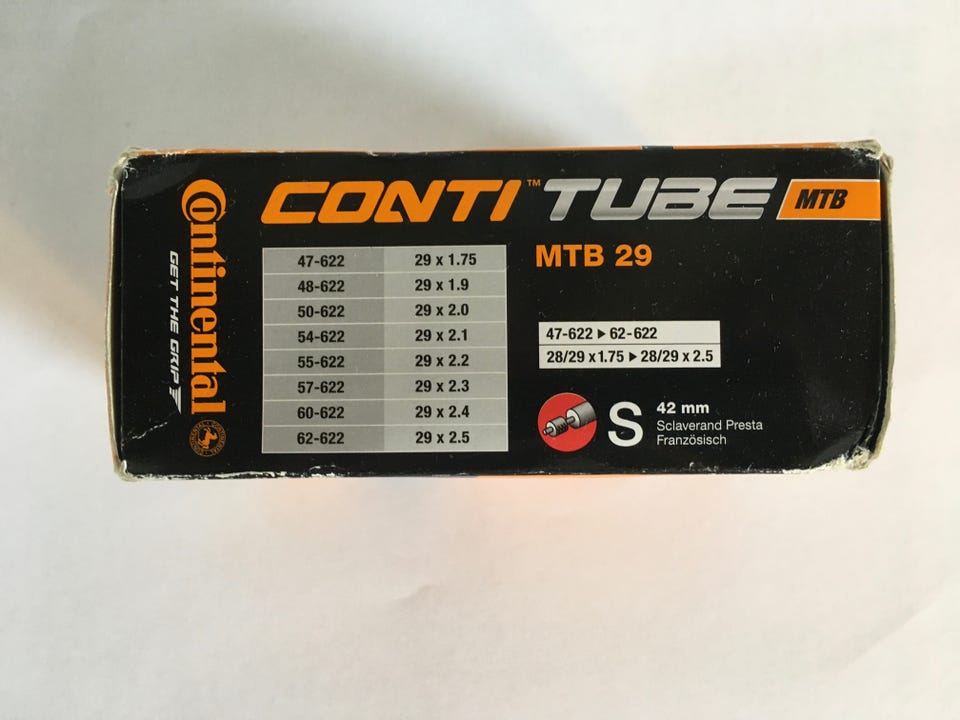 Continental
GET THE GRIP
CONTI™ TUBE MTB
47-622 29 x 1.75
48-622 29 x 1.9
50-622 29 x 2.0
54-622 29 x 2.1
55-622 29 x 2.2
57-622 29 x 2.3
60-622 29 x 2.4
62-622 29 x 2.5
MTB 29
47-622 ▶ 62-622
28/29 x 1.75 ▶ 28/29 x 2.5
S 42 mm
Sclaverand Presta
Französisch